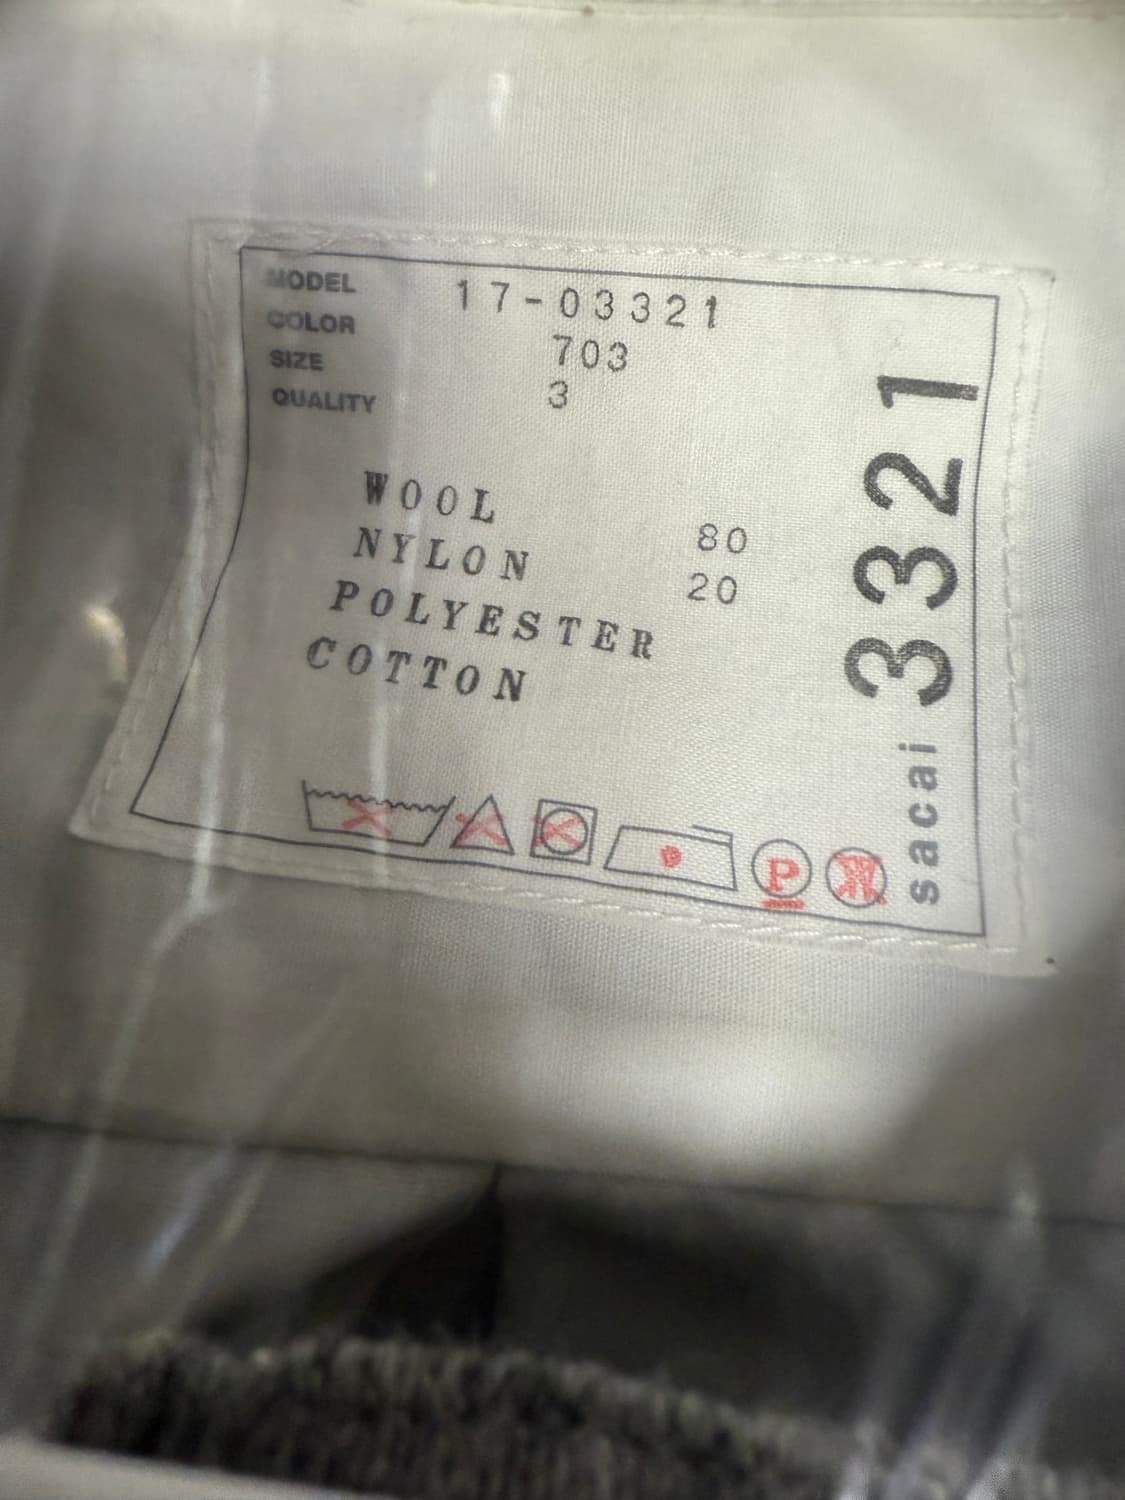 MODEL 17-03321
COLOR 703
SIZE 3
QUALITY
WOOL 80
NYLON 20
POLYESTER
COTTON
P
W
sacai 3321